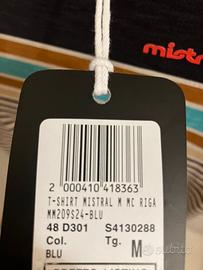 mistr
2 000410 418363
T-SHIRT MISTRAL M MC RIGA
MM209S24-BLU
48 D301 S4130288
Col. Tg.
BLU M